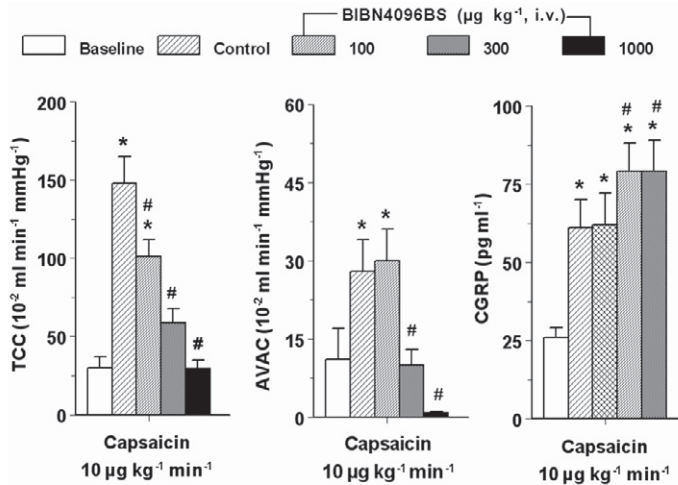 BIBN4096BS (µg kg⁻¹, i.v.)
Baseline Control 100 300 1000
200
150
100
50
0
TCC (10⁻² ml min⁻¹ mmHg⁻¹)
*
#
*
#
#
Capsaicin
10 µg kg⁻¹ min⁻¹
60
45
30
15
0
AVAC (10⁻² ml min⁻¹ mmHg⁻¹)
*
*
#
#
Capsaicin
10 µg kg⁻¹ min⁻¹
100
75
50
25
0
CGRP (pg ml⁻¹)
*
*
#
*
#
*
Capsaicin
10 µg kg⁻¹ min⁻¹